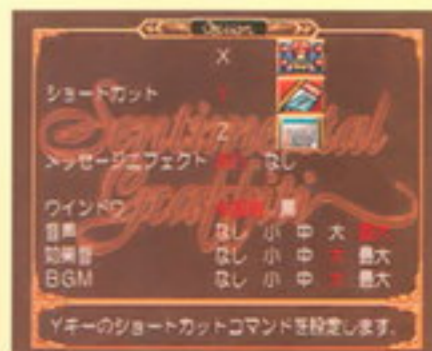 Option
X
ショートカット Y
Z
Sentimental
Graffiti
メッセージエフェクト あり なし
ウインドウ 黒
音声 なし 小 中 大 最大
効果音 なし 小 中 大 最大
BGM なし 小 中 大 最大
Yキーのショートカットコマンドを設定します。